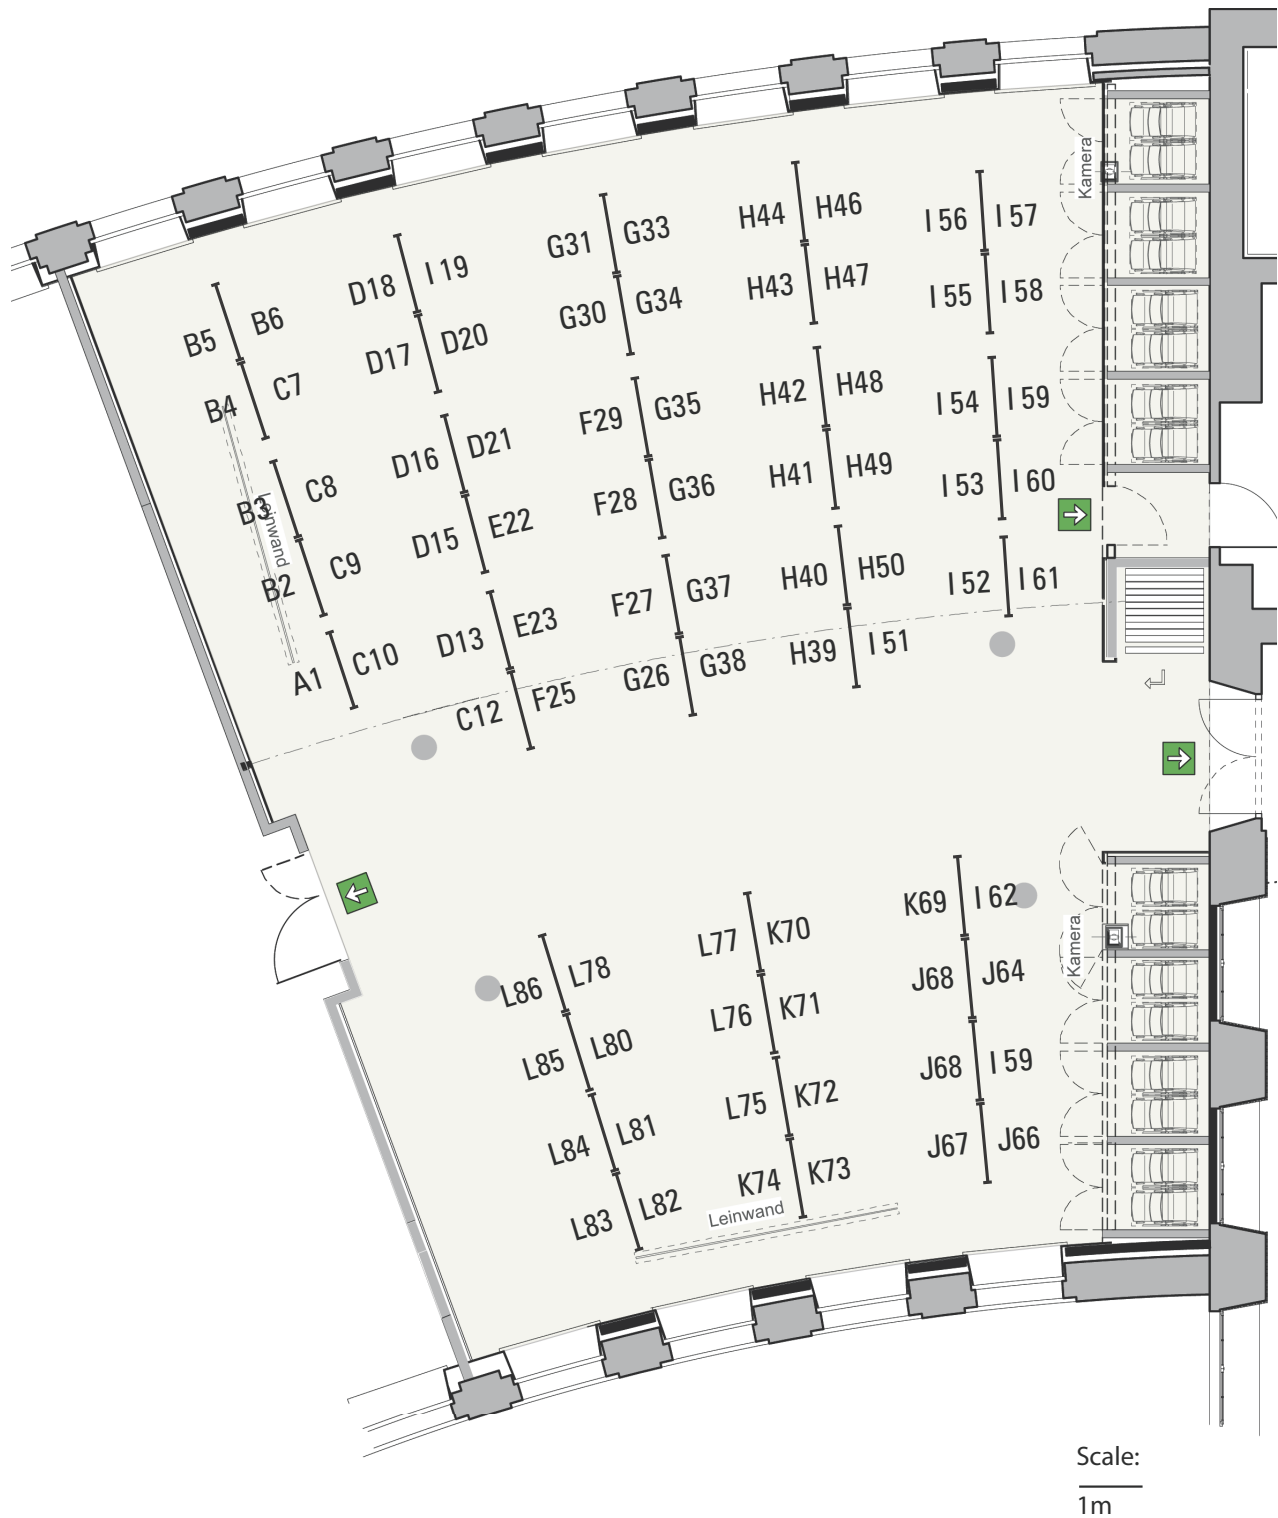 Kamera
H44 H46
I 56 I 57
G31 G33
D18 I 19
H43 H47
I 55 I 58
G30 G34
B5 B6
D17 D20
B4 C7
H42 H48
I 54 I 59
F29 G35
D16 D21
H41 H49
I 53 I 60
F28 G36
B3 C8
Leinwand
D15 E22
B2 C9
H40 H50
I 52 I 61
F27 G37
D13 E23
H39 I 51
A1 C10
G26 G38
C12 F25
K69 I 62
L77 K70
Kamera
L86 L78
J68 J64
L76 K71
L85 L80
J68 I 59
L75 K72
L84 L81
J67 J66
K74 K73
L83 L82
Leinwand
Scale:
1m